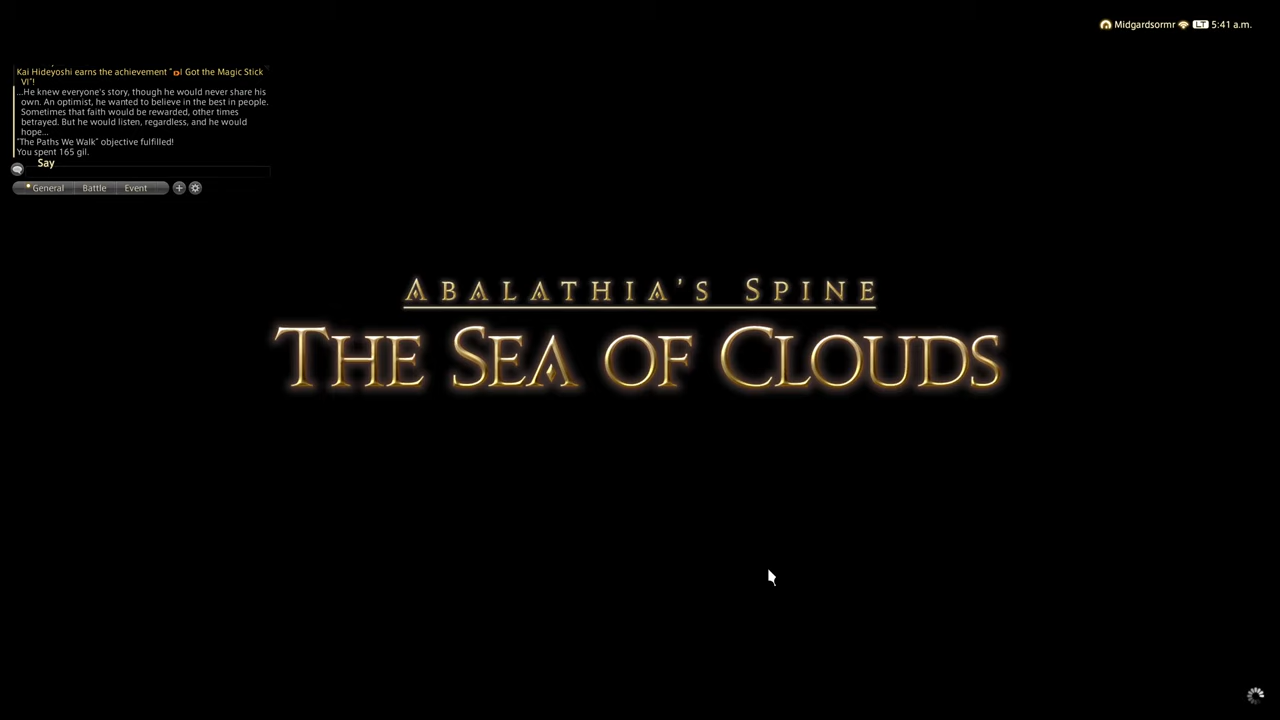 Midgardsormr LT 5:41 a.m.
Kai Hideyoshi earns the achievement "I Got the Magic Stick
VI"!
...He knew everyone's story, though he would never share his
own. An optimist, he wanted to believe in the best in people.
Sometimes that faith would be rewarded, other times
betrayed. But he would listen, regardless, and he would
hope...
"The Paths We Walk" objective fulfilled!
You spent 165 gil.
Say
General Battle Event
ABALATHIA'S SPINE
THE SEA OF CLOUDS